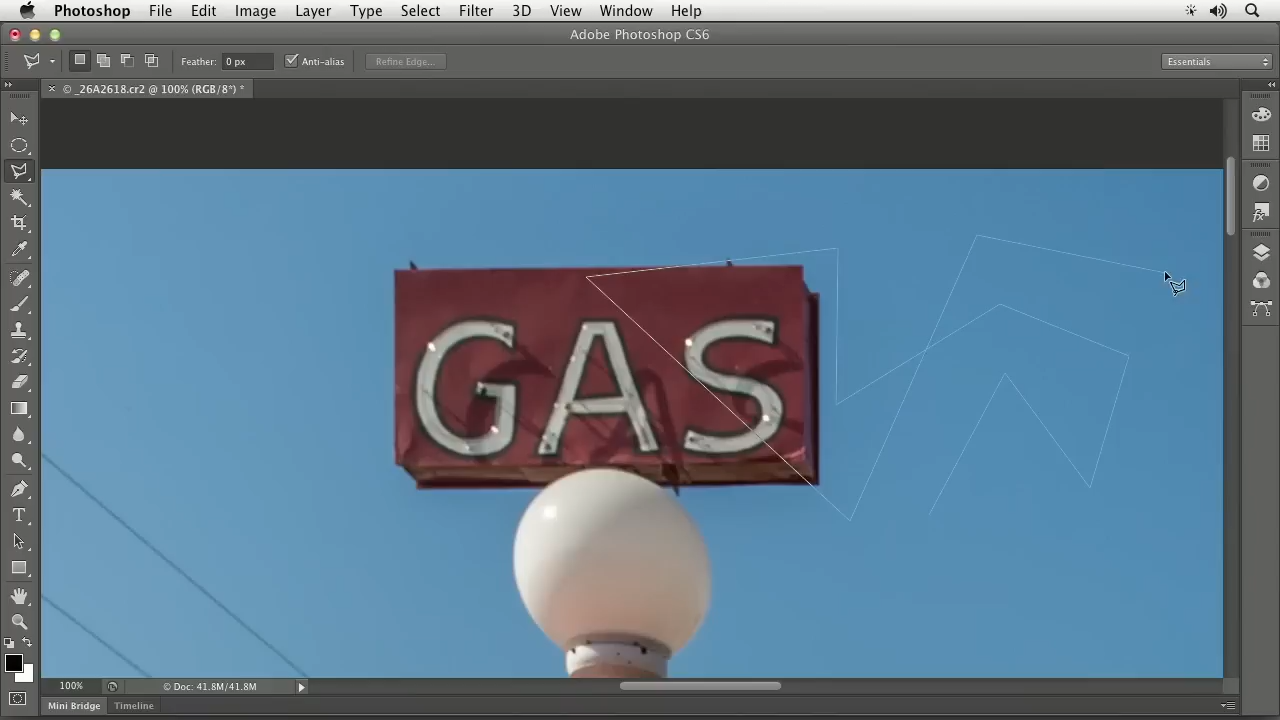 Photoshop File Edit Image Layer Type Select Filter 3D View Window Help
Adobe Photoshop CS6
Feather: 0 px Anti-alias Refine Edge... Essentials
× © _26A2618.cr2 @ 100% (RGB/8*) *
GAS
100% © Doc: 41.8M/41.8M
Mini Bridge Timeline